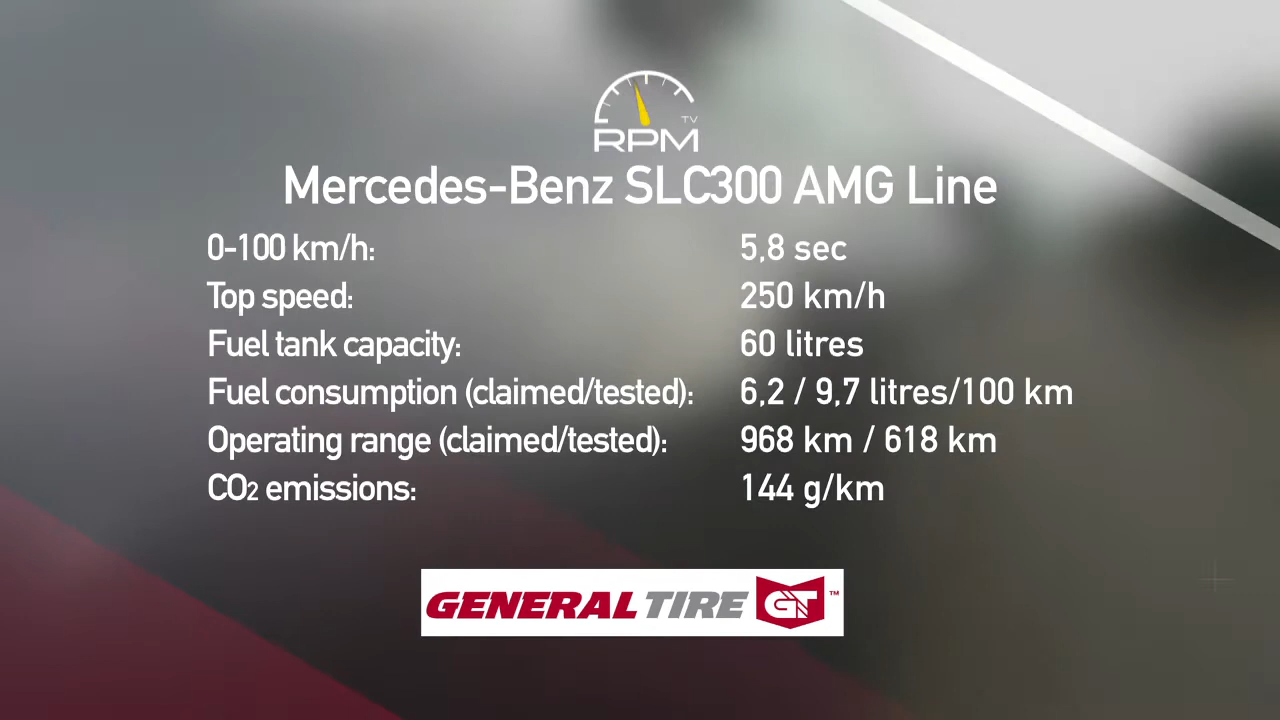 TV
RPM
Mercedes-Benz SLC300 AMG Line
0-100 km/h: 5,8 sec
Top speed: 250 km/h
Fuel tank capacity: 60 litres
Fuel consumption (claimed/tested): 6,2 / 9,7 litres/100 km
Operating range (claimed/tested): 968 km / 618 km
CO2 emissions: 144 g/km
GENERAL TIRE GT™